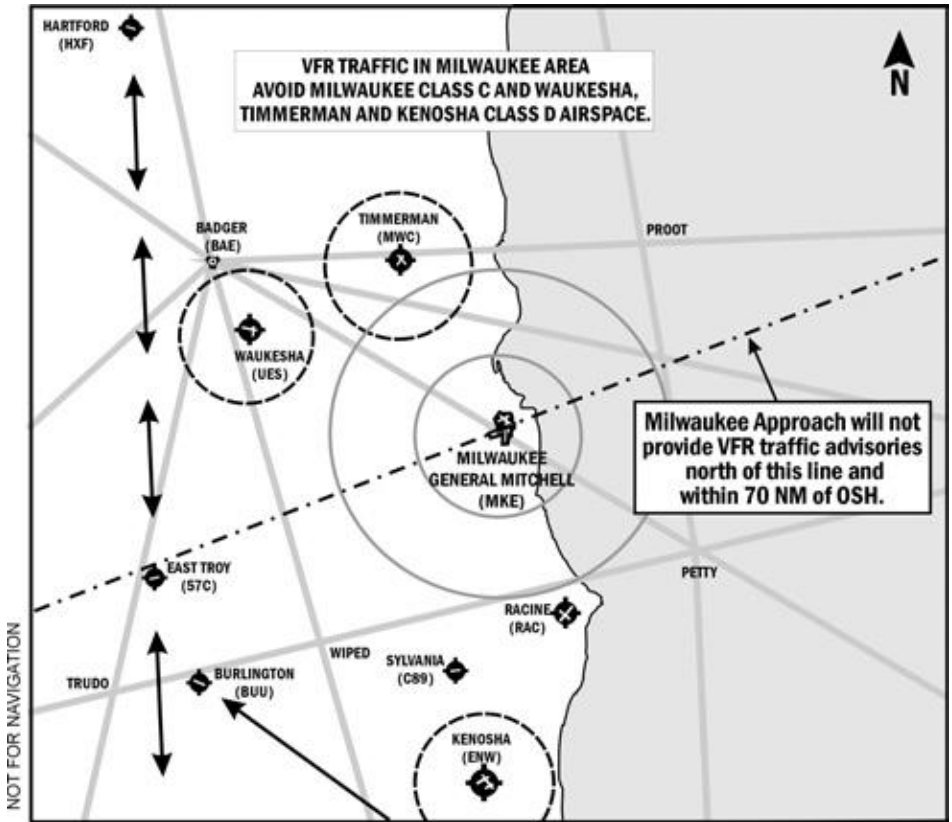 HARTFORD
(HXF)
VFR TRAFFIC IN MILWAUKEE AREA
AVOID MILWAUKEE CLASS C AND WAUKESHA,
TIMMERMAN AND KENOSHA CLASS D AIRSPACE.
N
BADGER
(BAE)
TIMMERMAN
(MWC)
PROOT
WAUKESHA
(UES)
Milwaukee Approach will not
provide VFR traffic advisories
north of this line and
within 70 NM of OSH.
MILWAUKEE
GENERAL MITCHELL
(MKE)
EAST TROY
(57C)
PETTY
RACINE
(RAC)
WIPED
SYLVANIA
(C89)
TRUDO
BURLINGTON
(BUU)
KENOSHA
(ENW)
NOT FOR NAVIGATION